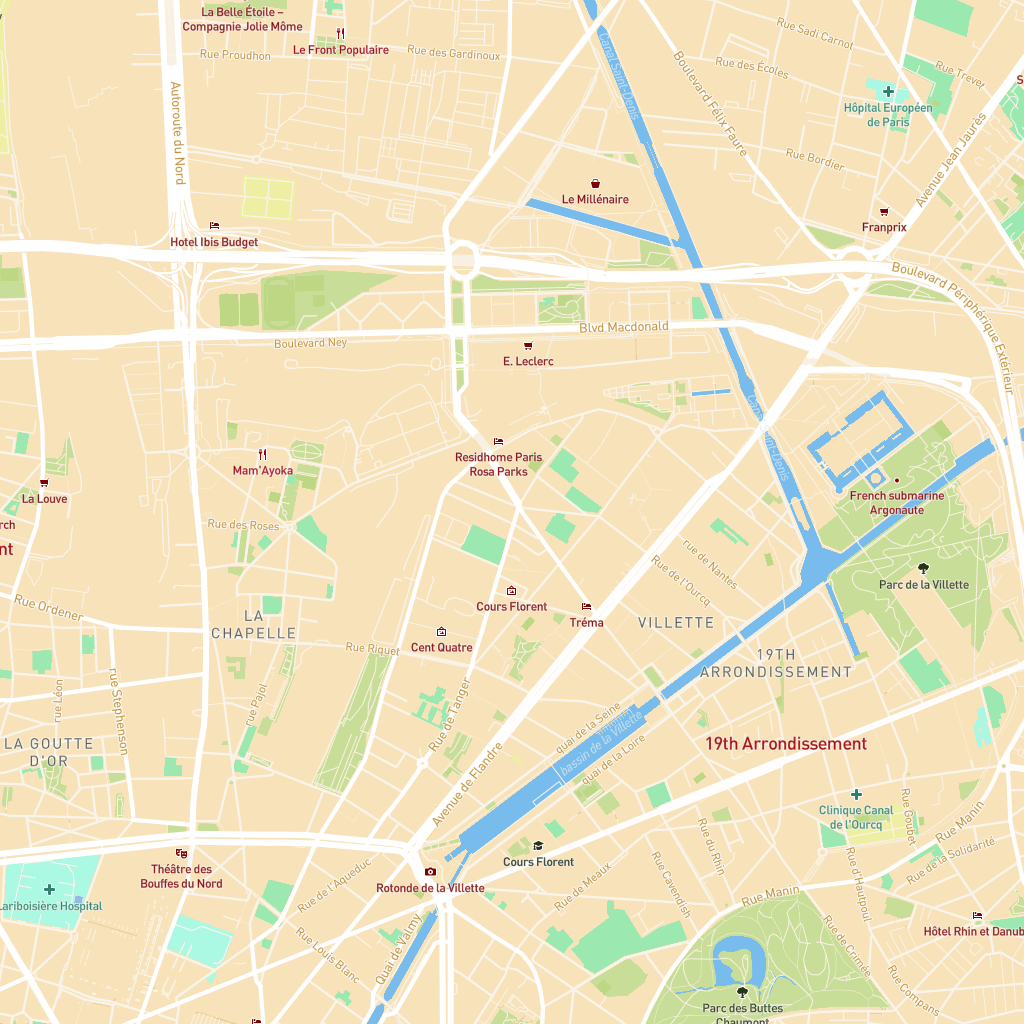 La Belle Étoile –
Compagnie Jolie Môme
Le Front Populaire
Rue Proudhon
Rue des Gardinoux
Canal Saint-Denis
Rue Sadi Carnot
Boulevard Félix Faure
Rue des Écoles
Rue Trevet
Hôpital Européen
de Paris
Autoroute du Nord
Rue Bordier
Avenue Jean Jaurès
Le Millénaire
Franprix
Hotel Ibis Budget
Boulevard Périphérique Extérieur
Blvd Macdonald
Boulevard Ney
E. Leclerc
Canal Saint-Denis
Residhome Paris
Rosa Parks
Mam'Ayoka
La Louve
French submarine
Argonaute
Rue des Roses
rue de Nantes
Rue de l'Ourcq
Parc de la Villette
Rue Ordener
Cours Florent
Tréma
LA
CHAPELLE
VILLETTE
Cent Quatre
Rue Riquet
19TH
ARRONDISSEMENT
rue Léon
rue Stephenson
rue Pajol
Rue de Tanger
quai de la Seine
bassin de la Villette
quai de la Loire
LA GOUTTE
D'OR
19th Arrondissement
Avenue de Flandre
Clinique Canal
de l'Ourcq
Rue Goubet
Rue Manin
Rue du Rhin
Cours Florent
Rue de la Solidarité
Théâtre des
Bouffes du Nord
Rue de l'Aqueduc
Rotonde de la Villette
Rue de Meaux
Rue Cavendish
Rue Manin
Rue d'Hautpoul
Lariboisière Hospital
Quai de Valmy
Rue Louis Blanc
Rue de Crimée
Hôtel Rhin et Danub
Rue Compans
Parc des Buttes
Chaumont